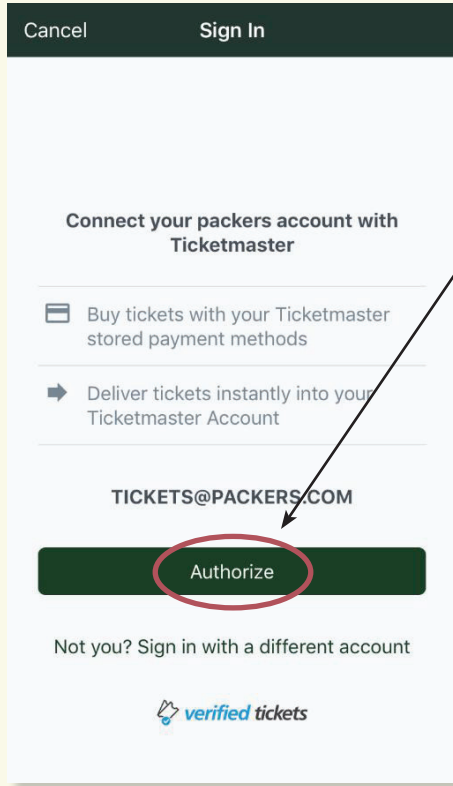 Cancel Sign In
Connect your packers account with
Ticketmaster
Buy tickets with your Ticketmaster
stored payment methods
Deliver tickets instantly into your
Ticketmaster Account
TICKETS@PACKERS.COM
Authorize
Not you? Sign in with a different account
verified tickets